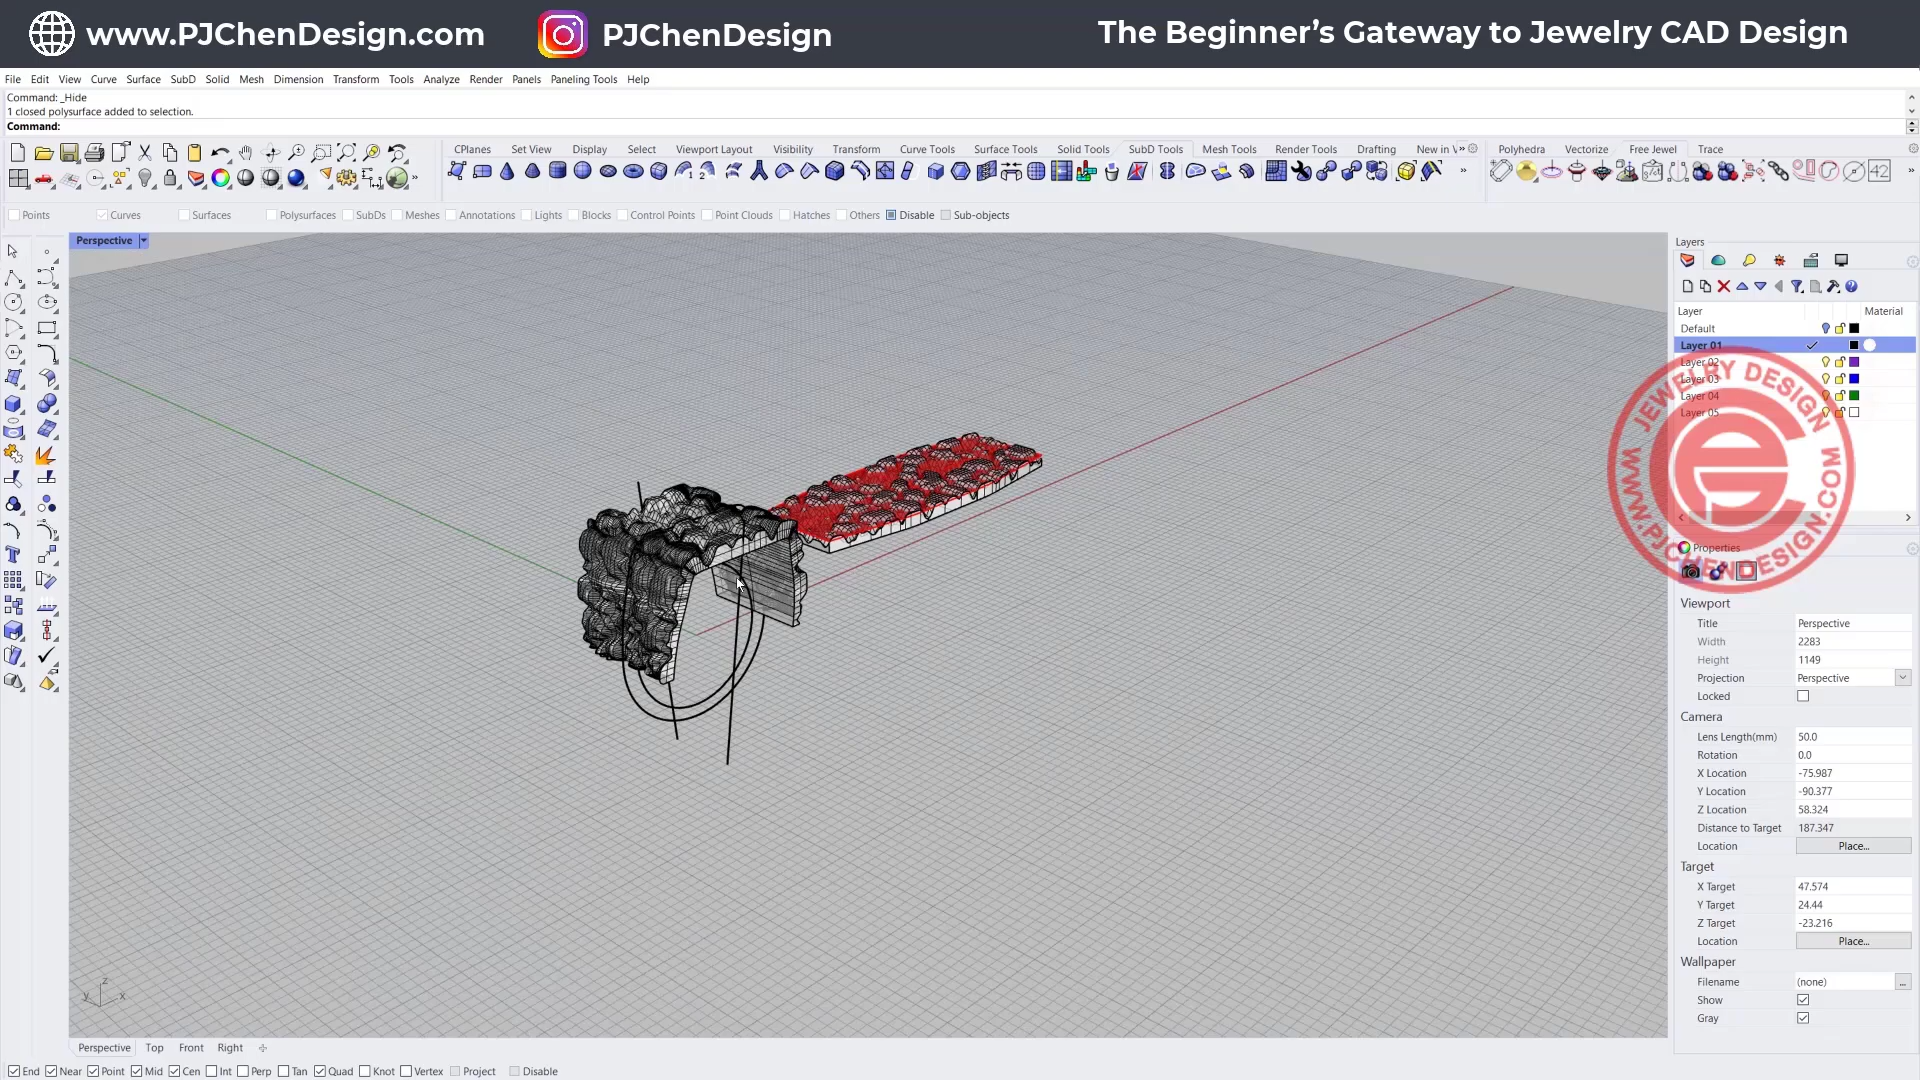 www.PJChenDesign.com PJChenDesign The Beginner's Gateway to Jewelry CAD Design
File Edit View Curve Surface SubD Solid Mesh Dimension Transform Tools Analyze Render Panels Paneling Tools Help
Command: _Hide
1 closed polysurface added to selection.
Command:
CPlanes Set View Display Select Viewport Layout Visibility Transform Curve Tools Surface Tools Solid Tools SubD Tools Mesh Tools Render Tools Drafting New in V » Polyhedra Vectorize Free Jewel Trace
Points Curves Surfaces Polysurfaces SubDs Meshes Annotations Lights Blocks Control Points Point Clouds Hatches Others Disable Sub-objects
Perspective
Layers
Layer Material
Default
Layer 01
Layer 02
Layer 03
Layer 04
Layer 05
JEWELRY DESIGN
WWW.PJCHENDESIGN.COM
Properties
Viewport
Title Perspective
Width 2283
Height 1149
Projection Perspective
Locked
Camera
Lens Length(mm) 50.0
Rotation 0.0
X Location -75.987
Y Location -90.377
Z Location 58.324
Distance to Target 187.347
Location Place...
Target
X Target 47.574
Y Target 24.44
Z Target -23.216
Location Place...
Wallpaper
Filename (none) ...
Show
Gray
z
y x
Perspective Top Front Right
End Near Point Mid Cen Int Perp Tan Quad Knot Vertex Project Disable